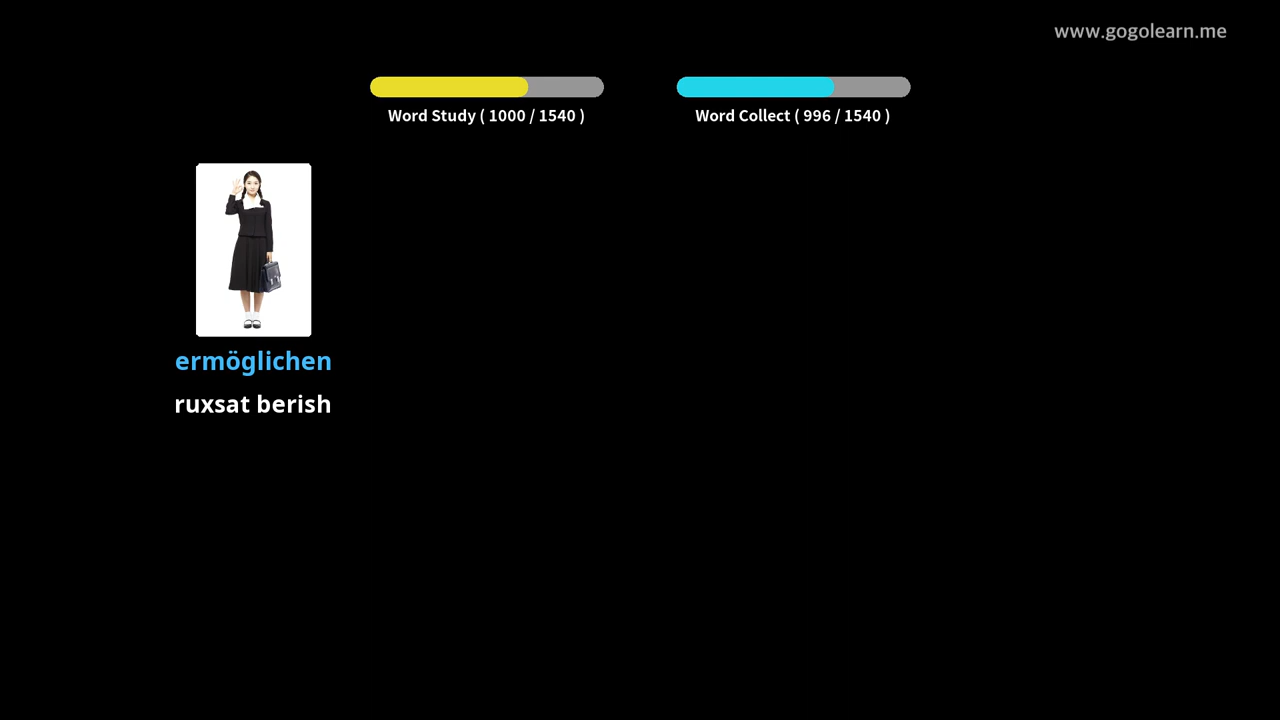 www.gogolearn.me
Word Study ( 1000 / 1540 )
Word Collect ( 996 / 1540 )
ermöglichen
ruxsat berish